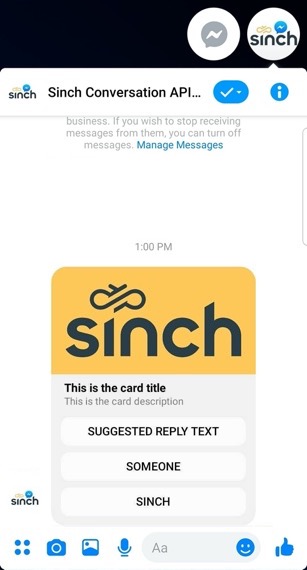 sinch
sinch
Sinch Conversation API...
business. If you wish to stop receiving
messages from them, you can turn off
messages. Manage Messages
1:00 PM
sinch
This is the card title
This is the card description
SUGGESTED REPLY TEXT
SOMEONE
SINCH
sinch
Aa